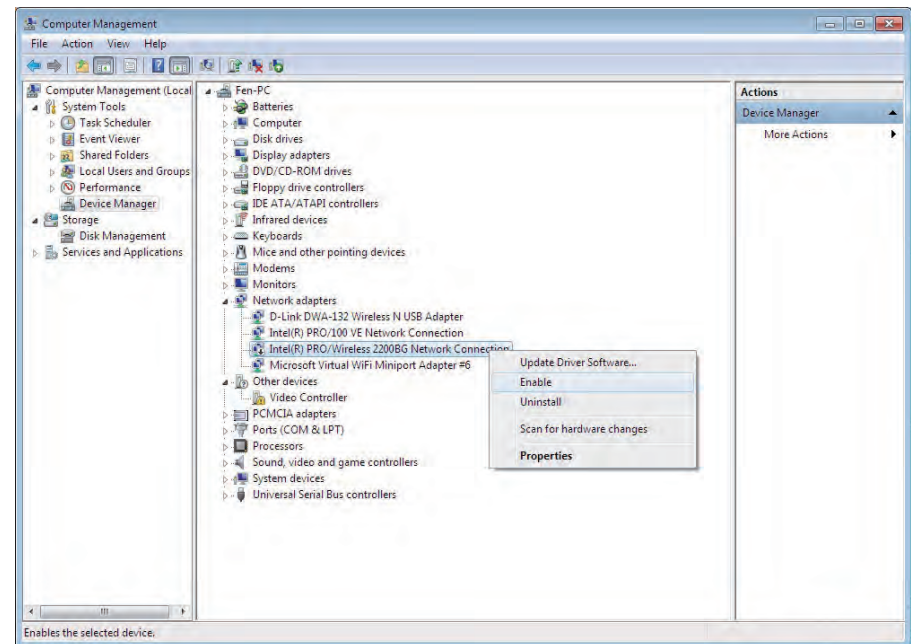 Computer Management
File Action View Help
Computer Management (Local
System Tools
Task Scheduler
Event Viewer
Shared Folders
Local Users and Groups
Performance
Device Manager
Storage
Disk Management
Services and Applications
Fen-PC
Batteries
Computer
Disk drives
Display adapters
DVD/CD-ROM drives
Floppy drive controllers
IDE ATA/ATAPI controllers
Infrared devices
Keyboards
Mice and other pointing devices
Modems
Monitors
Network adapters
D-Link DWA-132 Wireless N USB Adapter
Intel(R) PRO/100 VE Network Connection
Intel(R) PRO/Wireless 2200BG Network Connection
Microsoft Virtual WiFi Miniport Adapter #6
Other devices
Video Controller
PCMCIA adapters
Ports (COM & LPT)
Processors
Sound, video and game controllers
System devices
Universal Serial Bus controllers
Update Driver Software...
Enable
Uninstall
Scan for hardware changes
Properties
Actions
Device Manager
More Actions
Enables the selected device.